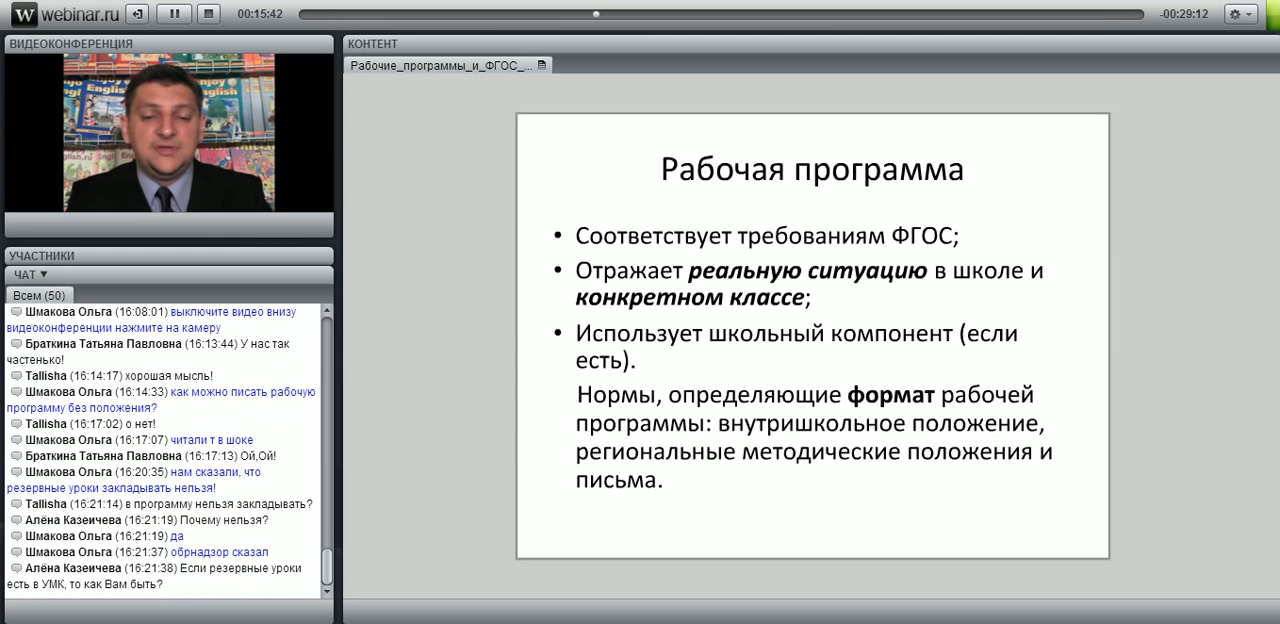 webinar.ru
00:15:42
-00:29:12
ВИДЕОКОНФЕРЕНЦИЯ
Enjoy
English
УЧАСТНИКИ
ЧАТ
Всем (50)
Шмакова Ольга (16:08:01) выключите видео внизу
видеоконференции нажмите на камеру
Браткина Татьяна Павловна (16:13:44) У нас так
частенько!
Tallisha (16:14:17) хорошая мысль!
Шмакова Ольга (16:14:33) как можно писать рабочую
программу без положения?
Tallisha (16:17:02) о нет!
Шмакова Ольга (16:17:07) читали т в шоке
Браткина Татьяна Павловна (16:17:13) Ой,Ой!
Шмакова Ольга (16:20:35) нам сказали, что
резервные уроки закладывать нельзя!
Tallisha (16:21:14) в программу нельзя закладывать?
Алёна Казеичева (16:21:19) Почему нельзя?
Шмакова Ольга (16:21:19) да
Шмакова Ольга (16:21:37) обрнадзор сказал
Алёна Казеичева (16:21:38) Если резервные уроки
есть в УМК, то как Вам быть?
КОНТЕНТ
Рабочие_программы_и_ФГОС_...
Рабочая программа
• Соответствует требованиям ФГОС;
• Отражает реальную ситуацию в школе и
конкретном классе;
• Использует школьный компонент (если
есть).
Нормы, определяющие формат рабочей
программы: внутришкольное положение,
региональные методические положения и
письма.